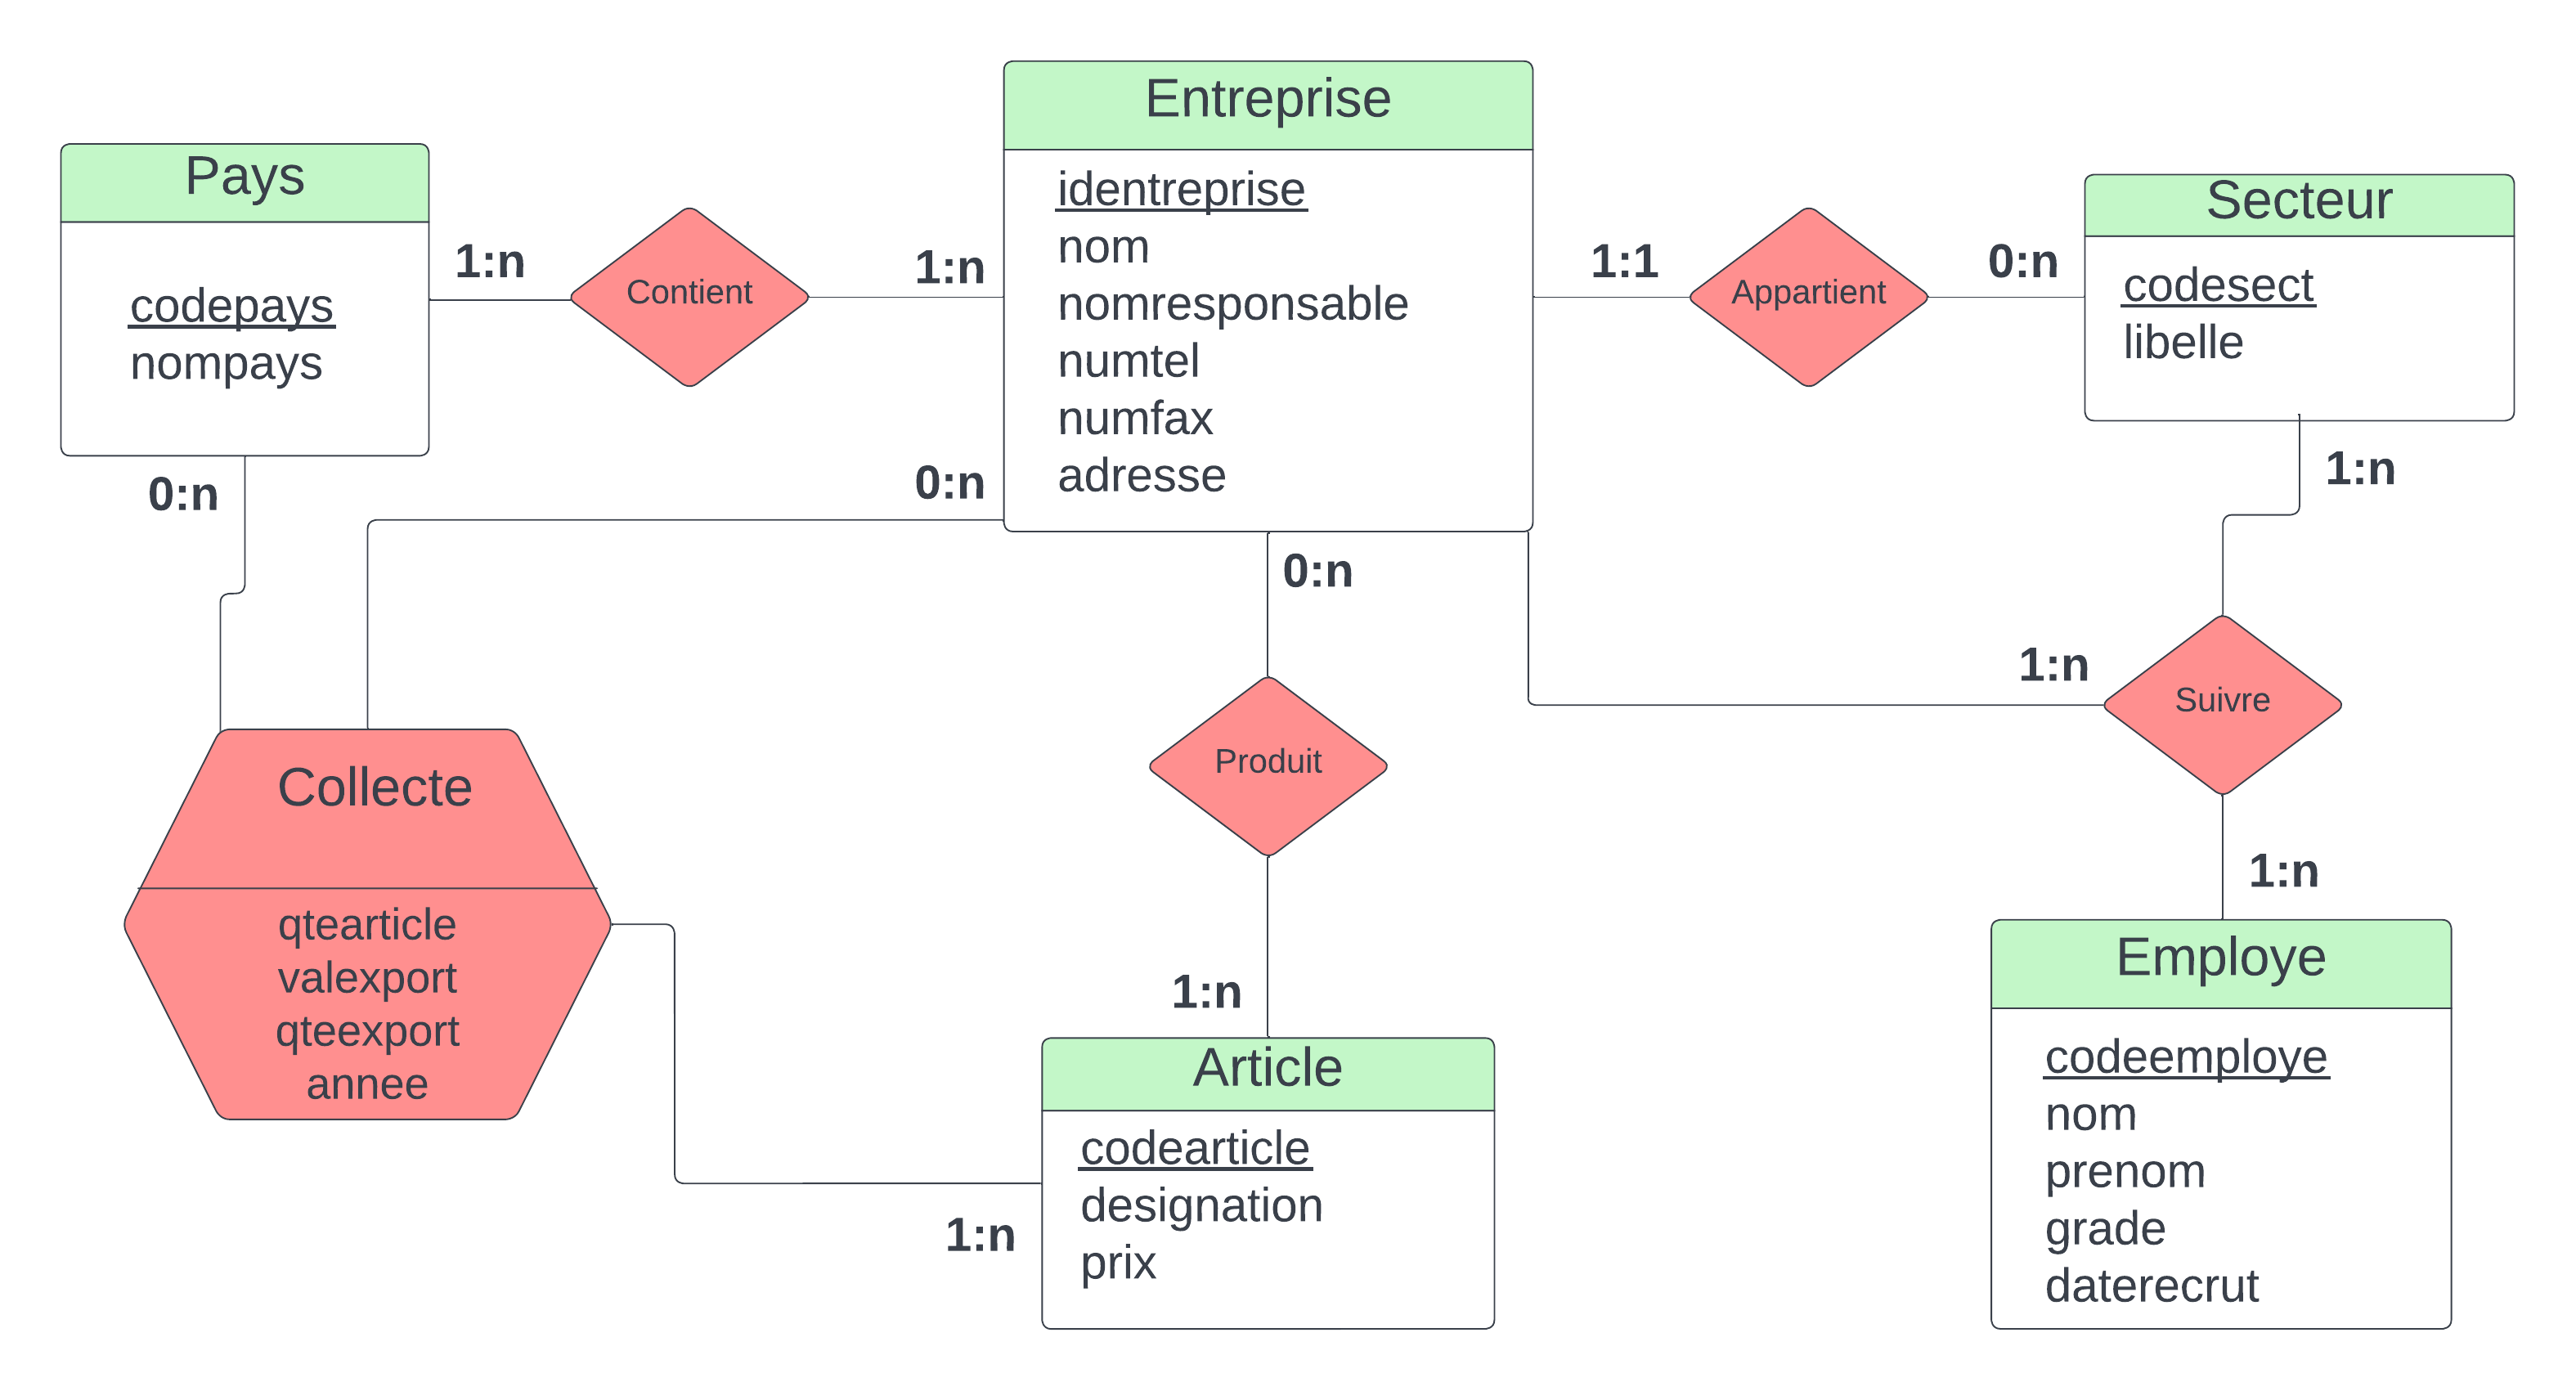 Entreprise
identreprise
nom
nomresponsable
numtel
numfax
adresse
Pays
codepays
nompays
1:n
Contient
1:n
1:1
Appartient
0:n
Secteur
codesect
libelle
0:n
0:n
0:n
1:n
1:n
Suivre
1:n
Produit
1:n
Collecte
qtearticle
valexport
qteexport
annee
1:n
Article
codearticle
designation
prix
Employe
codeemploye
nom
prenom
grade
daterecrut